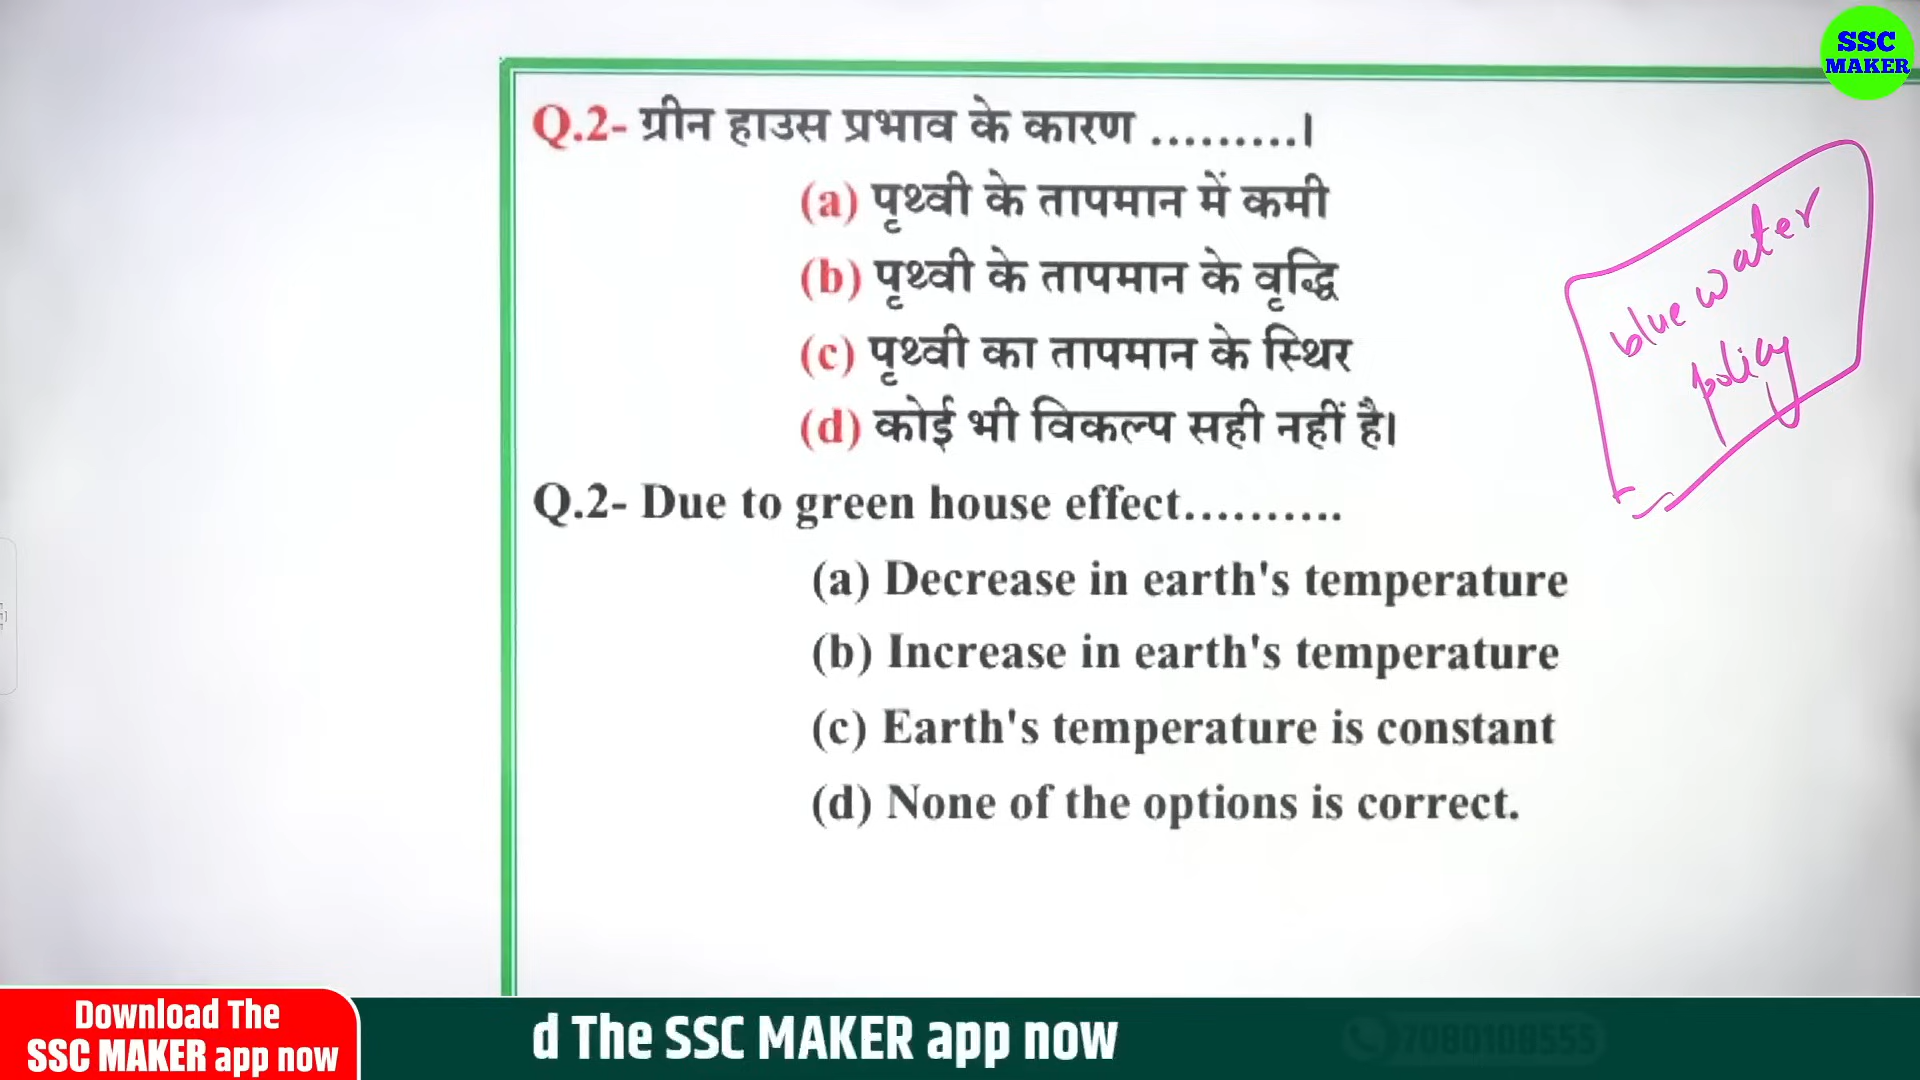 SSC
MAKER
Q.2- ग्रीन हाउस प्रभाव के कारण ..........।
(a) पृथ्वी के तापमान में कमी
(b) पृथ्वी के तापमान के वृद्धि
(c) पृथ्वी का तापमान के स्थिर
(d) कोई भी विकल्प सही नहीं है।
blue water
policy
Q.2- Due to green house effect..........
(a) Decrease in earth's temperature
(b) Increase in earth's temperature
(c) Earth's temperature is constant
(d) None of the options is correct.
Download The
SSC MAKER app now
d The SSC MAKER app now
7080108555